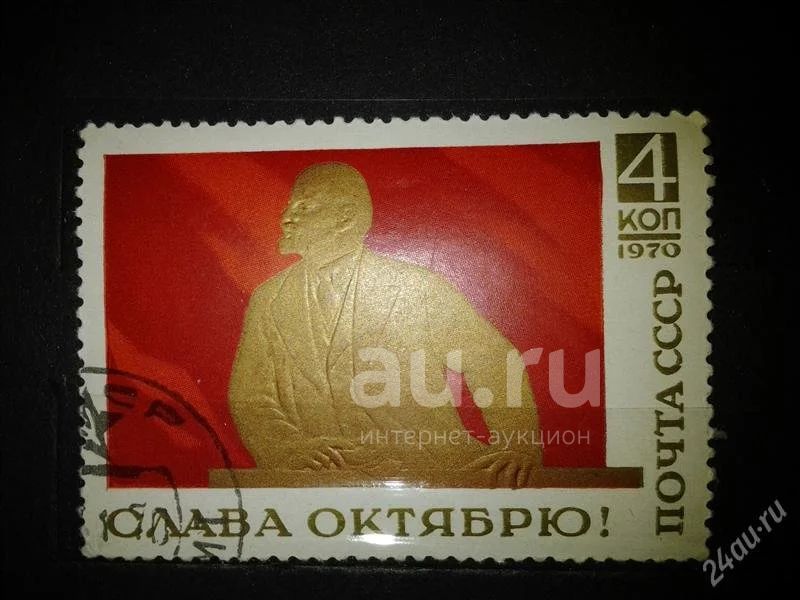 4
КОП
1970
ПОЧТА СССР
СЛАВА ОКТЯБРЮ!
au.ru
интернет-аукцион
24au.ru